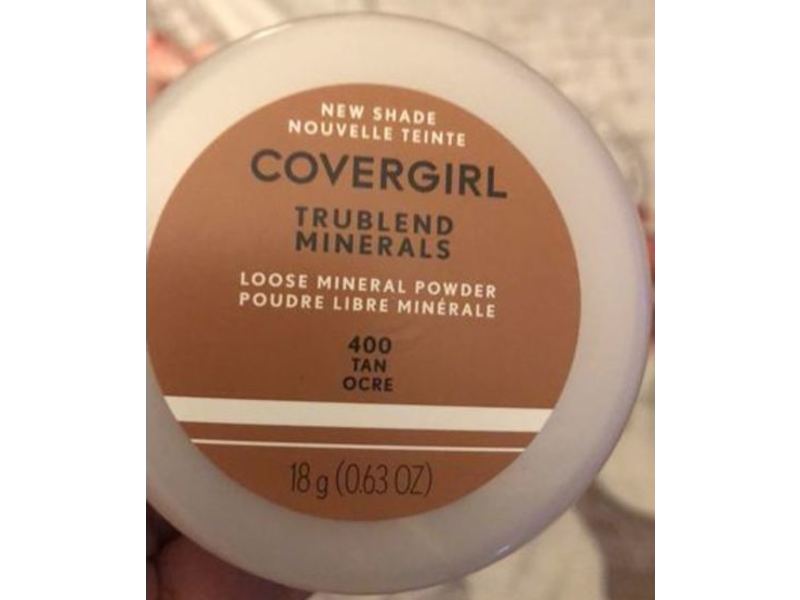 NEW SHADE
NOUVELLE TEINTE
COVERGIRL
TRUBLEND
MINERALS
LOOSE MINERAL POWDER
POUDRE LIBRE MINÉRALE
400
TAN
OCRE
18 g (0.63 OZ)